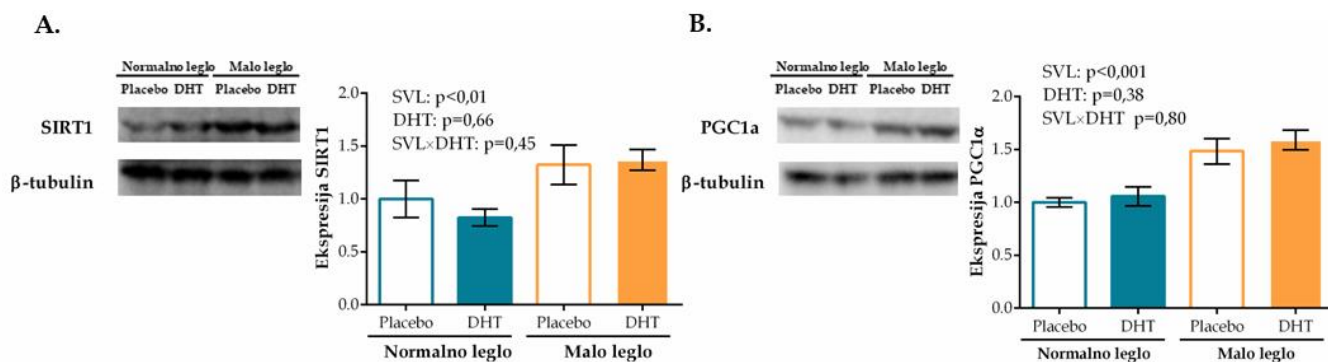 A.
Normalno leglo Malo leglo
Placebo DHT Placebo DHT
SIRT1
β-tubulin
Ekspresija SIRT1
2.0
1.5
1.0
0.5
0.0
SVL: p<0,01
DHT: p=0,66
SVL×DHT: p=0,45
Placebo DHT Placebo DHT
Normalno leglo Malo leglo
B.
Normalno leglo Malo leglo
Placebo DHT Placebo DHT
PGC1a
β-tubulin
Ekspresija PGC1α
2.0
1.5
1.0
0.5
0.0
SVL: p<0,001
DHT: p=0,38
SVL×DHT p=0,80
Placebo DHT Placebo DHT
Normalno leglo Malo leglo